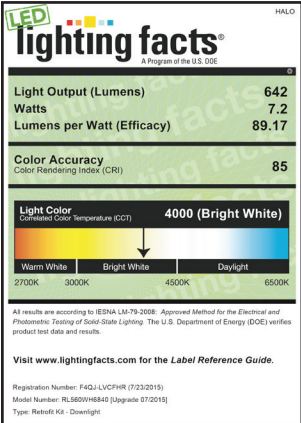 HALO
LED
lighting facts®
A Program of the U.S. DOE
Light Output (Lumens) 642
Watts 7.2
Lumens per Watt (Efficacy) 89.17
Color Accuracy
Color Rendering Index (CRI) 85
Light Color
Correlated Color Temperature (CCT) 4000 (Bright White)
Warm White Bright White Daylight
2700K 3000K 4500K 6500K
All results are according to IESNA LM-79-2008: Approved Method for the Electrical and
Photometric Testing of Solid-State Lighting. The U.S. Department of Energy (DOE) verifies
product test data and results.
Visit www.lightingfacts.com for the Label Reference Guide.
Registration Number: F4QJ-LVCFHR (7/23/2015)
Model Number: RL560WH6840 [Upgrade 07/2015]
Type: Retrofit Kit - Downlight